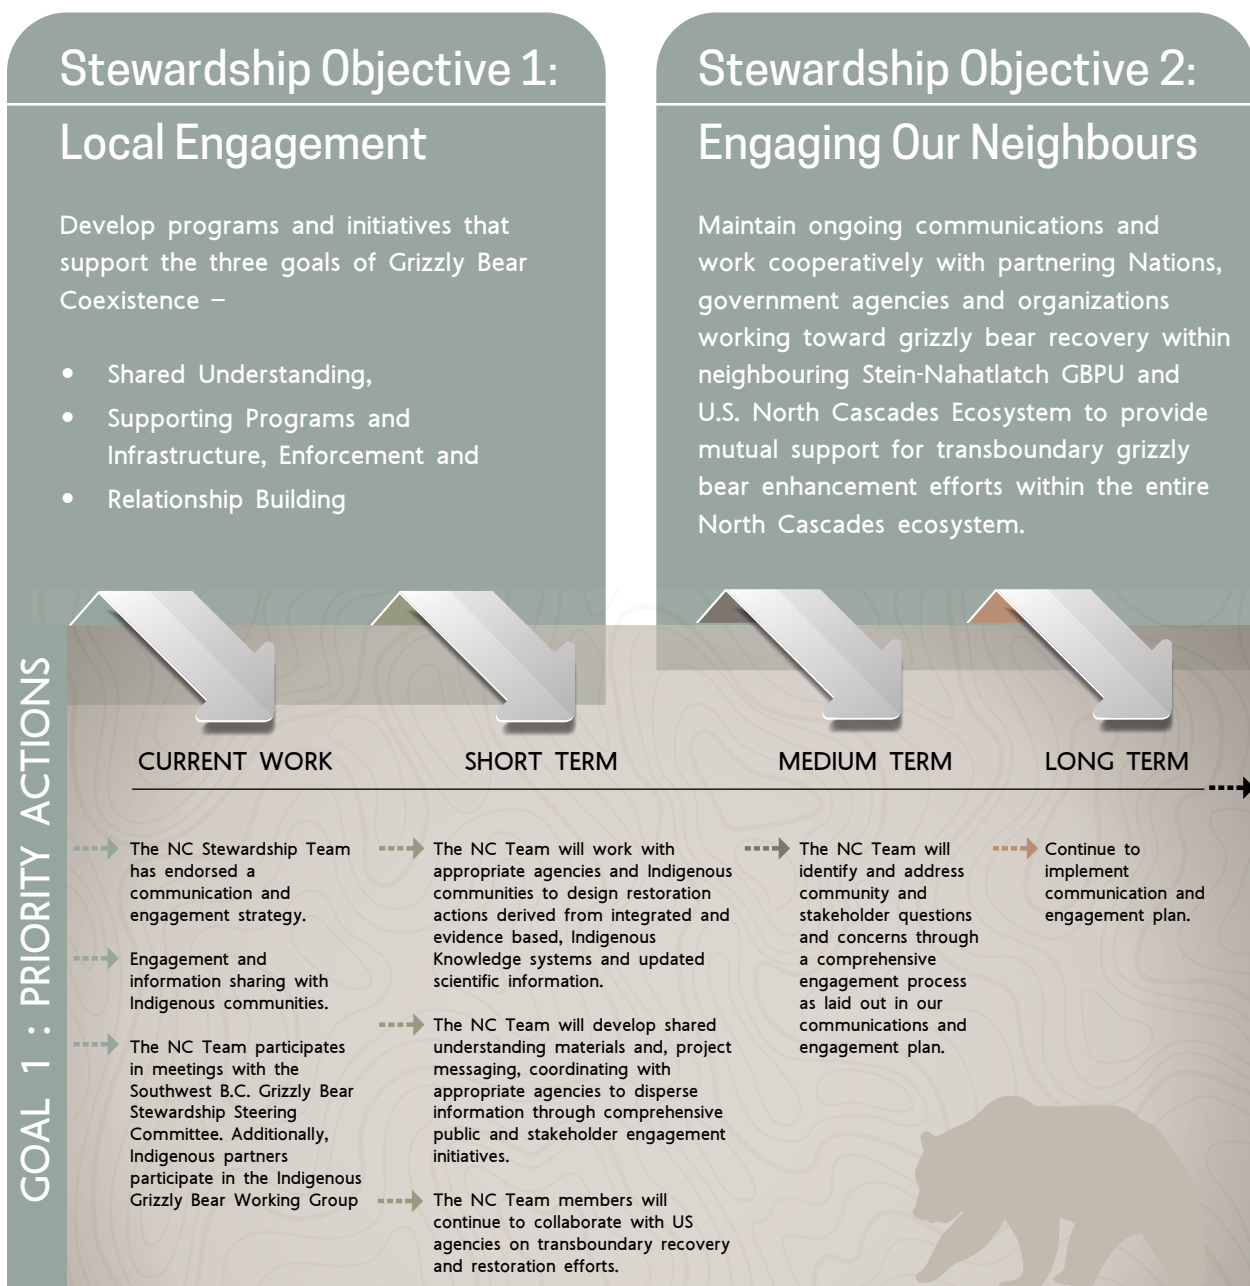 Stewardship Objective 1:
Local Engagement
Develop programs and initiatives that
support the three goals of Grizzly Bear
Coexistence –
• Shared Understanding,
• Supporting Programs and
Infrastructure, Enforcement and
• Relationship Building
Stewardship Objective 2:
Engaging Our Neighbours
Maintain ongoing communications and
work cooperatively with partnering Nations,
government agencies and organizations
working toward grizzly bear recovery within
neighbouring Stein-Nahatlatch GBPU and
U.S. North Cascades Ecosystem to provide
mutual support for transboundary grizzly
bear enhancement efforts within the entire
North Cascades ecosystem.
GOAL 1 : PRIORITY ACTIONS
CURRENT WORK
The NC Stewardship Team
has endorsed a
communication and
engagement strategy.
Engagement and
information sharing with
Indigenous communities.
The NC Team participates
in meetings with the
Southwest B.C. Grizzly Bear
Stewardship Steering
Committee. Additionally,
Indigenous partners
participate in the Indigenous
Grizzly Bear Working Group
SHORT TERM
The NC Team will work with
appropriate agencies and Indigenous
communities to design restoration
actions derived from integrated and
evidence based, Indigenous
Knowledge systems and updated
scientific information.
The NC Team will develop shared
understanding materials and, project
messaging, coordinating with
appropriate agencies to disperse
information through comprehensive
public and stakeholder engagement
initiatives.
The NC Team members will
continue to collaborate with US
agencies on transboundary recovery
and restoration efforts.
MEDIUM TERM
The NC Team will
identify and address
community and
stakeholder questions
and concerns through
a comprehensive
engagement process
as laid out in our
communications and
engagement plan.
LONG TERM
Continue to
implement
communication and
engagement plan.